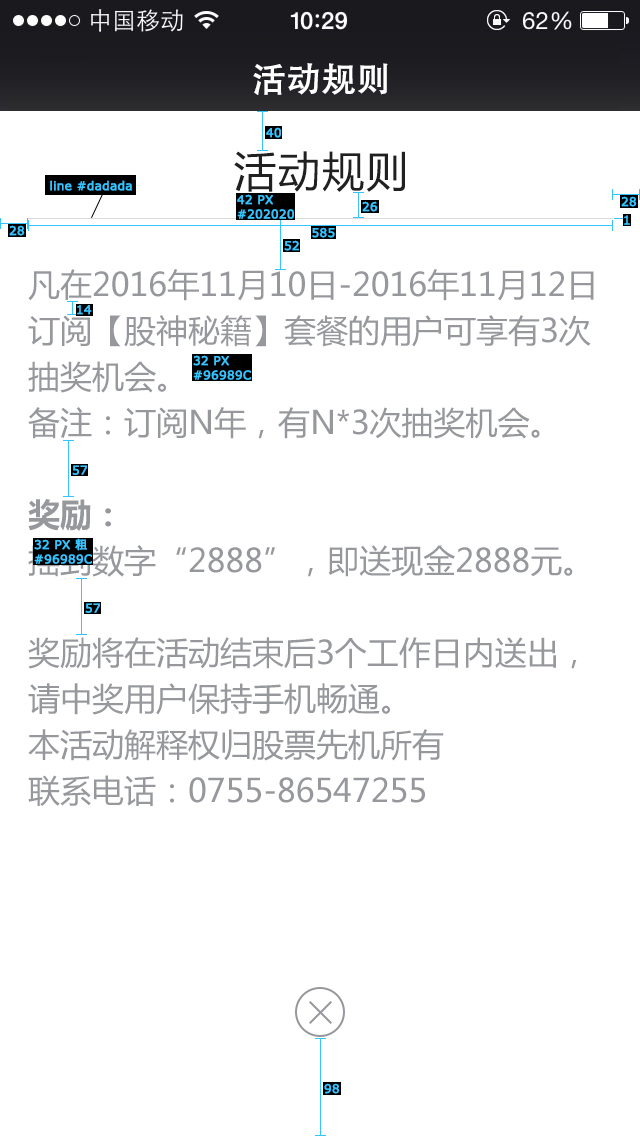 中国移动 10:29 62%
活动规则
40
活动规则
line #dadada
42 PX
#202020
26
28
1
28
585
52
凡在2016年11月10日-2016年11月12日
14
订阅【股神秘籍】套餐的用户可享有3次
32 PX
#96989C
抽奖机会。
备注：订阅N年，有N*3次抽奖机会。
57
奖励：
32 PX 粗
#96989C
摇到数字“2888”，即送现金2888元。
57
奖励将在活动结束后3个工作日内送出，
请中奖用户保持手机畅通。
本活动解释权归股票先机所有
联系电话：0755-86547255
98